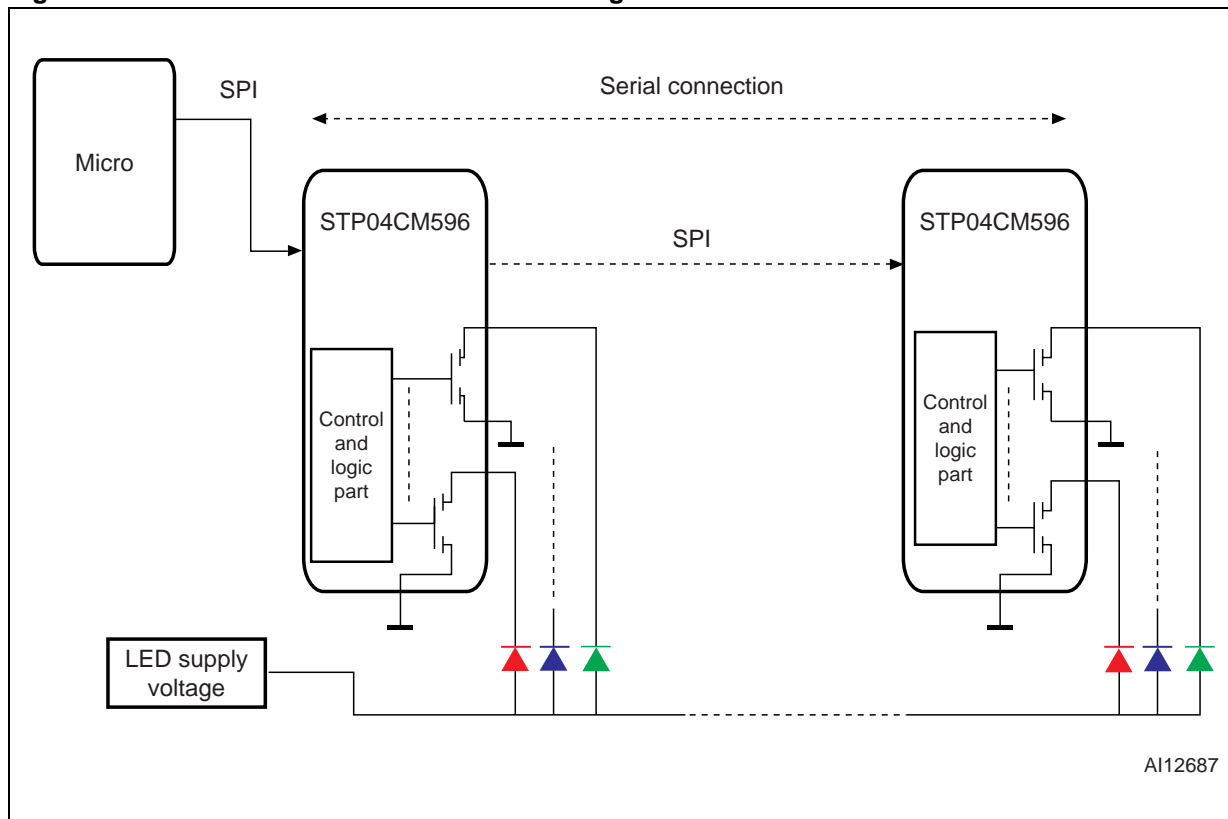 SPI
Serial connection
Micro
STP04CM596
SPI
STP04CM596
Control
and
logic
part
Control
and
logic
part
LED supply
voltage
AI12687